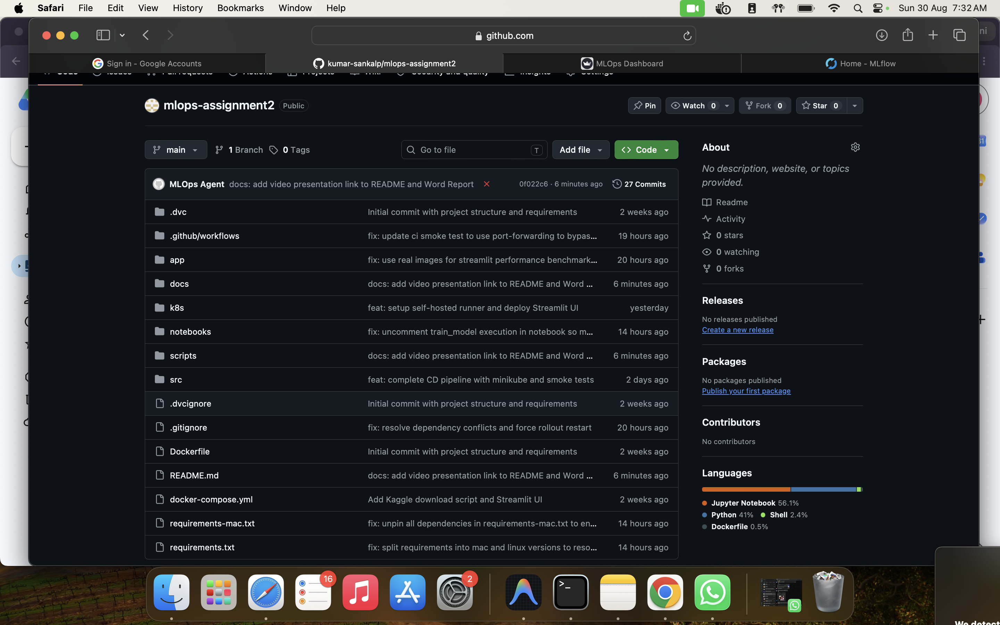 Safari File Edit View History Bookmarks Window Help Sun 30 Aug 7:32 AM
github.com
Sign in - Google Accounts kumar-sankalp/mlops-assignment2 MLOps Dashboard Home - MLflow
Code Issues Pull requests Actions Projects Wiki Security and quality Insights Settings
mlops-assignment2 Public Pin Watch 0 Fork 0 Star 0
main 1 Branch 0 Tags Go to file T Add file Code
MLOps Agent docs: add video presentation link to README and Word Report 0f022c6 · 6 minutes ago 27 Commits
.dvc Initial commit with project structure and requirements 2 weeks ago
.github/workflows fix: update ci smoke test to use port-forwarding to bypas... 19 hours ago
app fix: use real images for streamlit performance benchmark... 20 hours ago
docs docs: add video presentation link to README and Word ... 6 minutes ago
k8s feat: setup self-hosted runner and deploy Streamlit UI yesterday
notebooks fix: uncomment train_model execution in notebook so m... 14 hours ago
scripts docs: add video presentation link to README and Word ... 6 minutes ago
src feat: complete CD pipeline with minikube and smoke tests 2 days ago
.dvcignore Initial commit with project structure and requirements 2 weeks ago
.gitignore fix: resolve dependency conflicts and force rollout restart 20 hours ago
Dockerfile Initial commit with project structure and requirements 2 weeks ago
README.md docs: add video presentation link to README and Word ... 6 minutes ago
docker-compose.yml Add Kaggle download script and Streamlit UI 2 weeks ago
requirements-mac.txt fix: unpin all dependencies in requirements-mac.txt to en... 14 hours ago
requirements.txt fix: split requirements into mac and linux versions to reso... 14 hours ago
About
No description, website, or topics
provided.
Readme
Activity
0 stars
0 watching
0 forks
Releases
No releases published
Create a new release
Packages
No packages published
Publish your first package
Contributors
No contributors
Languages
Jupyter Notebook 56.1%
Python 41% Shell 2.4%
Dockerfile 0.5%
16 2
We detect